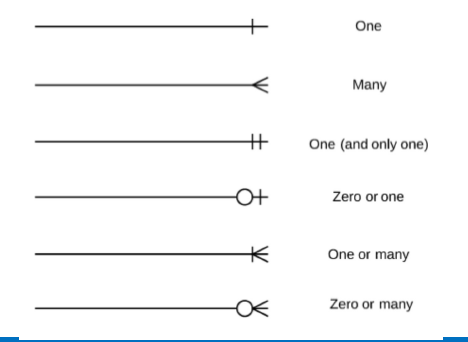 One
Many
One (and only one)
Zero or one
One or many
Zero or many